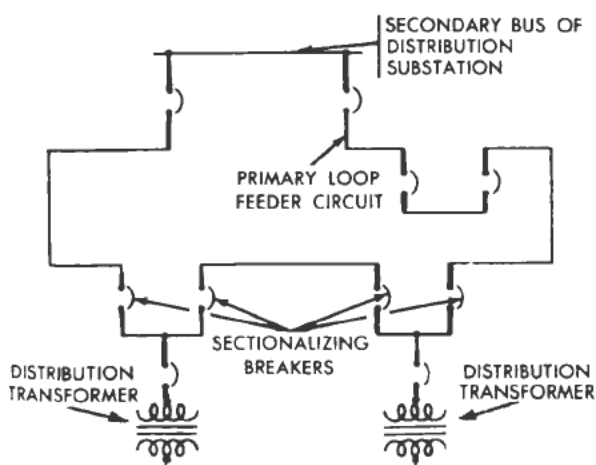 SECONDARY BUS OF
DISTRIBUTION
SUBSTATION
PRIMARY LOOP
FEEDER CIRCUIT
SECTIONALIZING
BREAKERS
DISTRIBUTION
TRANSFORMER
DISTRIBUTION
TRANSFORMER